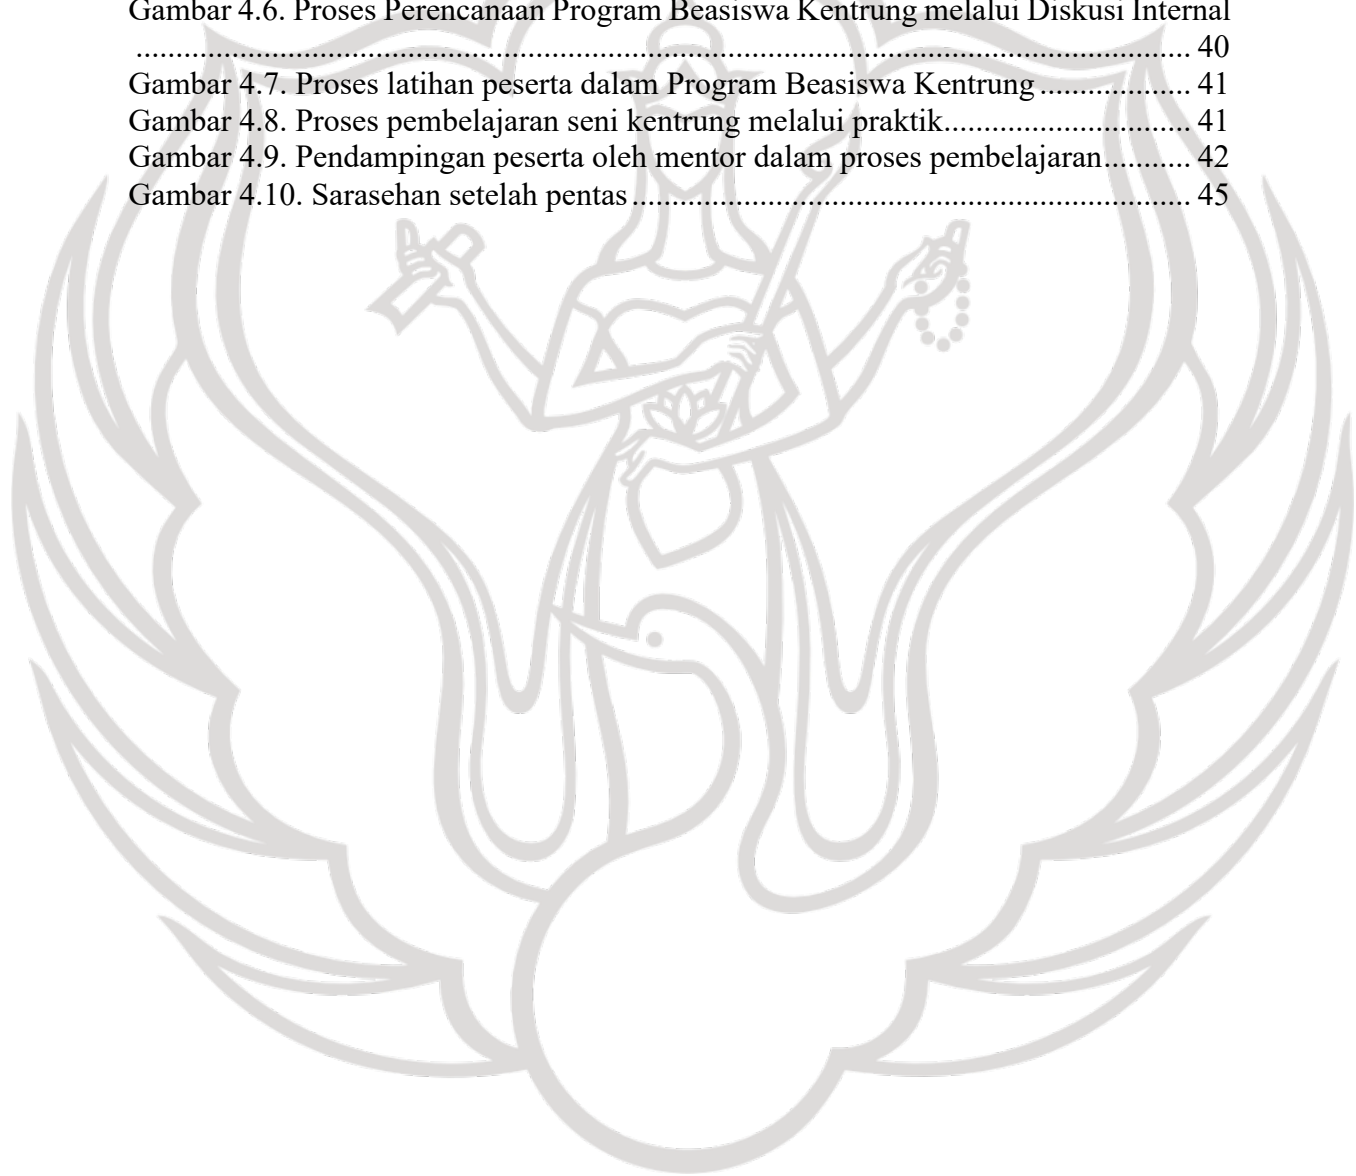 Gambar 4.6. Proses Perencanaan Program Beasiswa Kentrung melalui Diskusi Internal
.................................................................................................................................... 40
Gambar 4.7. Proses latihan peserta dalam Program Beasiswa Kentrung................... 41
Gambar 4.8. Proses pembelajaran seni kentrung melalui praktik............................... 41
Gambar 4.9. Pendampingan peserta oleh mentor dalam proses pembelajaran........... 42
Gambar 4.10. Sarasehan setelah pentas...................................................................... 45